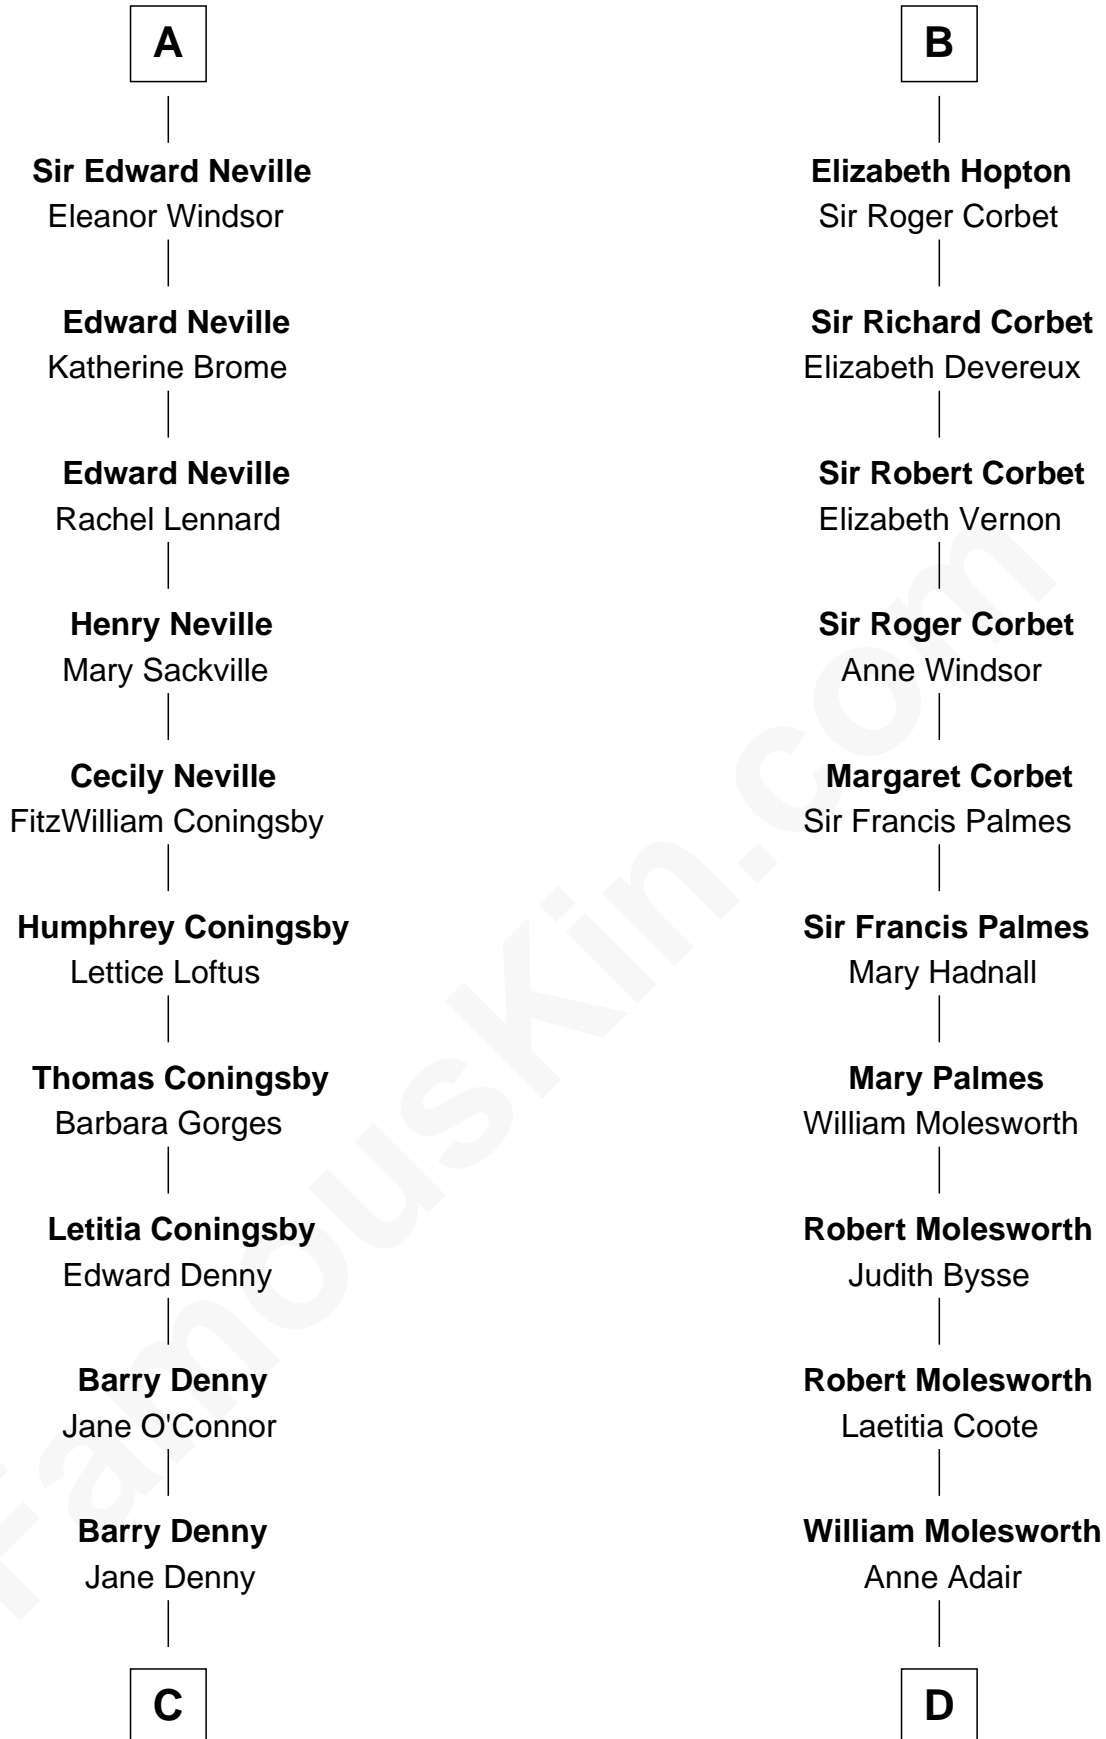 A
Sir Edward Neville
Eleanor Windsor
Edward Neville
Katherine Brome
Edward Neville
Rachel Lennard
Henry Neville
Mary Sackville
Cecily Neville
FitzWilliam Coningsby
Humphrey Coningsby
Lettice Loftus
Thomas Coningsby
Barbara Gorges
Letitia Coningsby
Edward Denny
Barry Denny
Jane O'Connor
Barry Denny
Jane Denny
C
B
Elizabeth Hopton
Sir Roger Corbet
Sir Richard Corbet
Elizabeth Devereux
Sir Robert Corbet
Elizabeth Vernon
Sir Roger Corbet
Anne Windsor
Margaret Corbet
Sir Francis Palmes
Sir Francis Palmes
Mary Hadnall
Mary Palmes
William Molesworth
Robert Molesworth
Judith Bysse
Robert Molesworth
Laetitia Coote
William Molesworth
Anne Adair
D
FamousKin.com